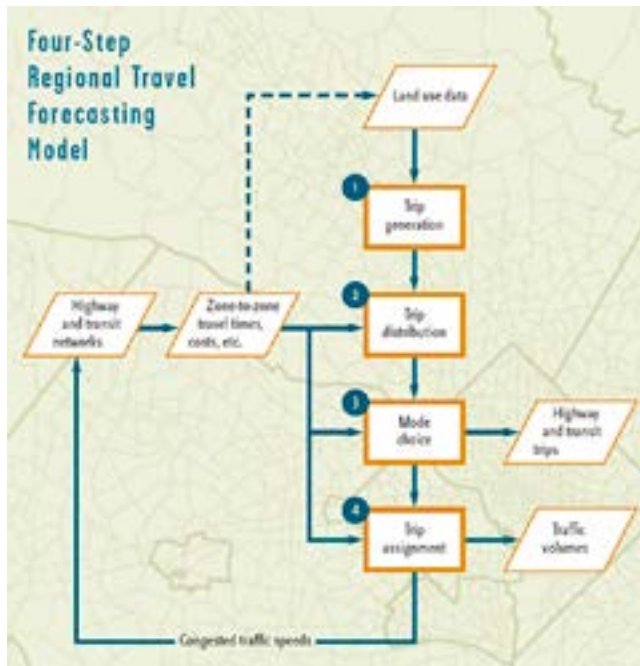 Four-Step
Regional Travel
Forecasting
Model
Land use data
1
Trip
generation
2
Trip
distribution
Highway
and transit
networks
Zone-to-zone
travel times,
costs, etc.
3
Mode
choice
Highway
and transit
trips
4
Trip
assignment
Traffic
volumes
Congested traffic speeds